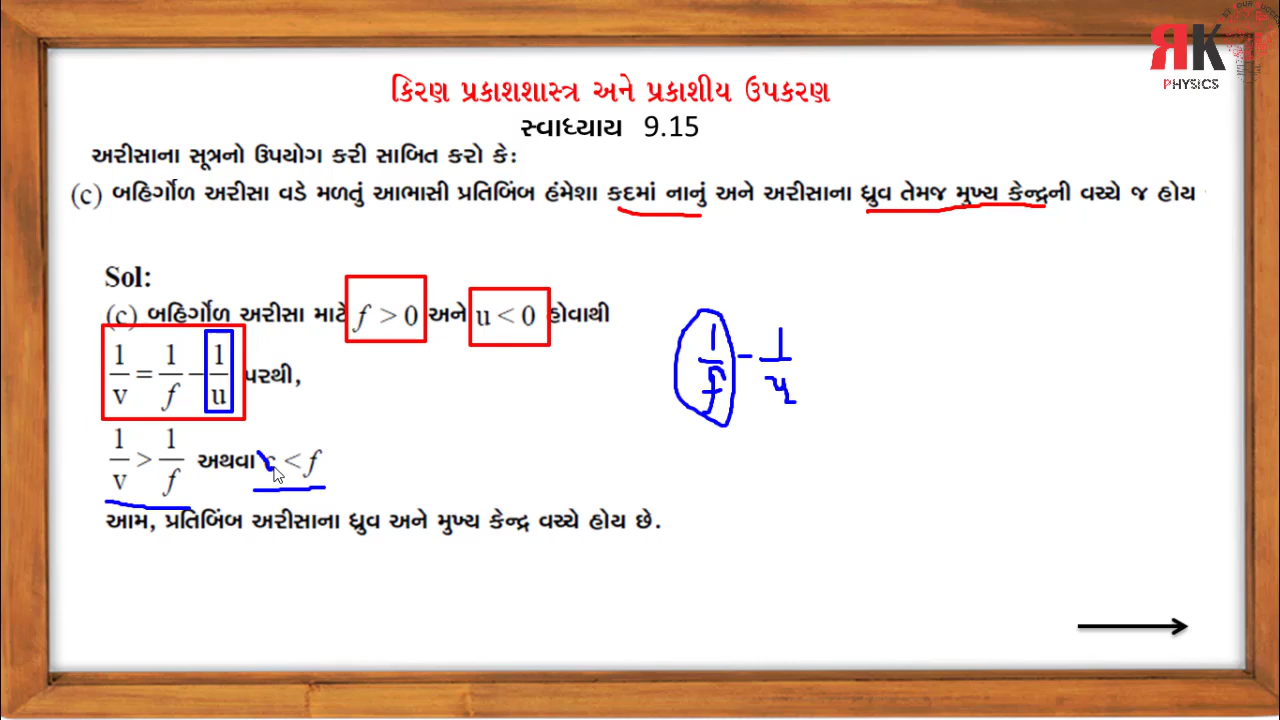 ЯK
PHYSICS
કિરણ પ્રકાશશાસ્ત્ર અને પ્રકાશીય ઉપકરણ
સ્વાધ્યાય 9.15
અરીસાના સૂત્રનો ઉપયોગ કરી સાબિત કરો કે:
(c) બહિર્ગોળ અરીસા વડે મળતું આભાસી પ્રતિબિંબ હંમેશા કદમાં નાનું અને અરીસાના ધ્રુવ તેમજ મુખ્ય કેન્દ્રની વચ્ચે જ હોય
Sol:
(c) બહિર્ગોળ અરીસા માટે f > 0 અને u < 0 હોવાથી
1/v = 1/f − 1/u પરથી,
1/f − 1/u
1/v > 1/f અથવા v < f
આમ, પ્રતિબિંબ અરીસાના ધ્રુવ અને મુખ્ય કેન્દ્ર વચ્ચે હોય છે.